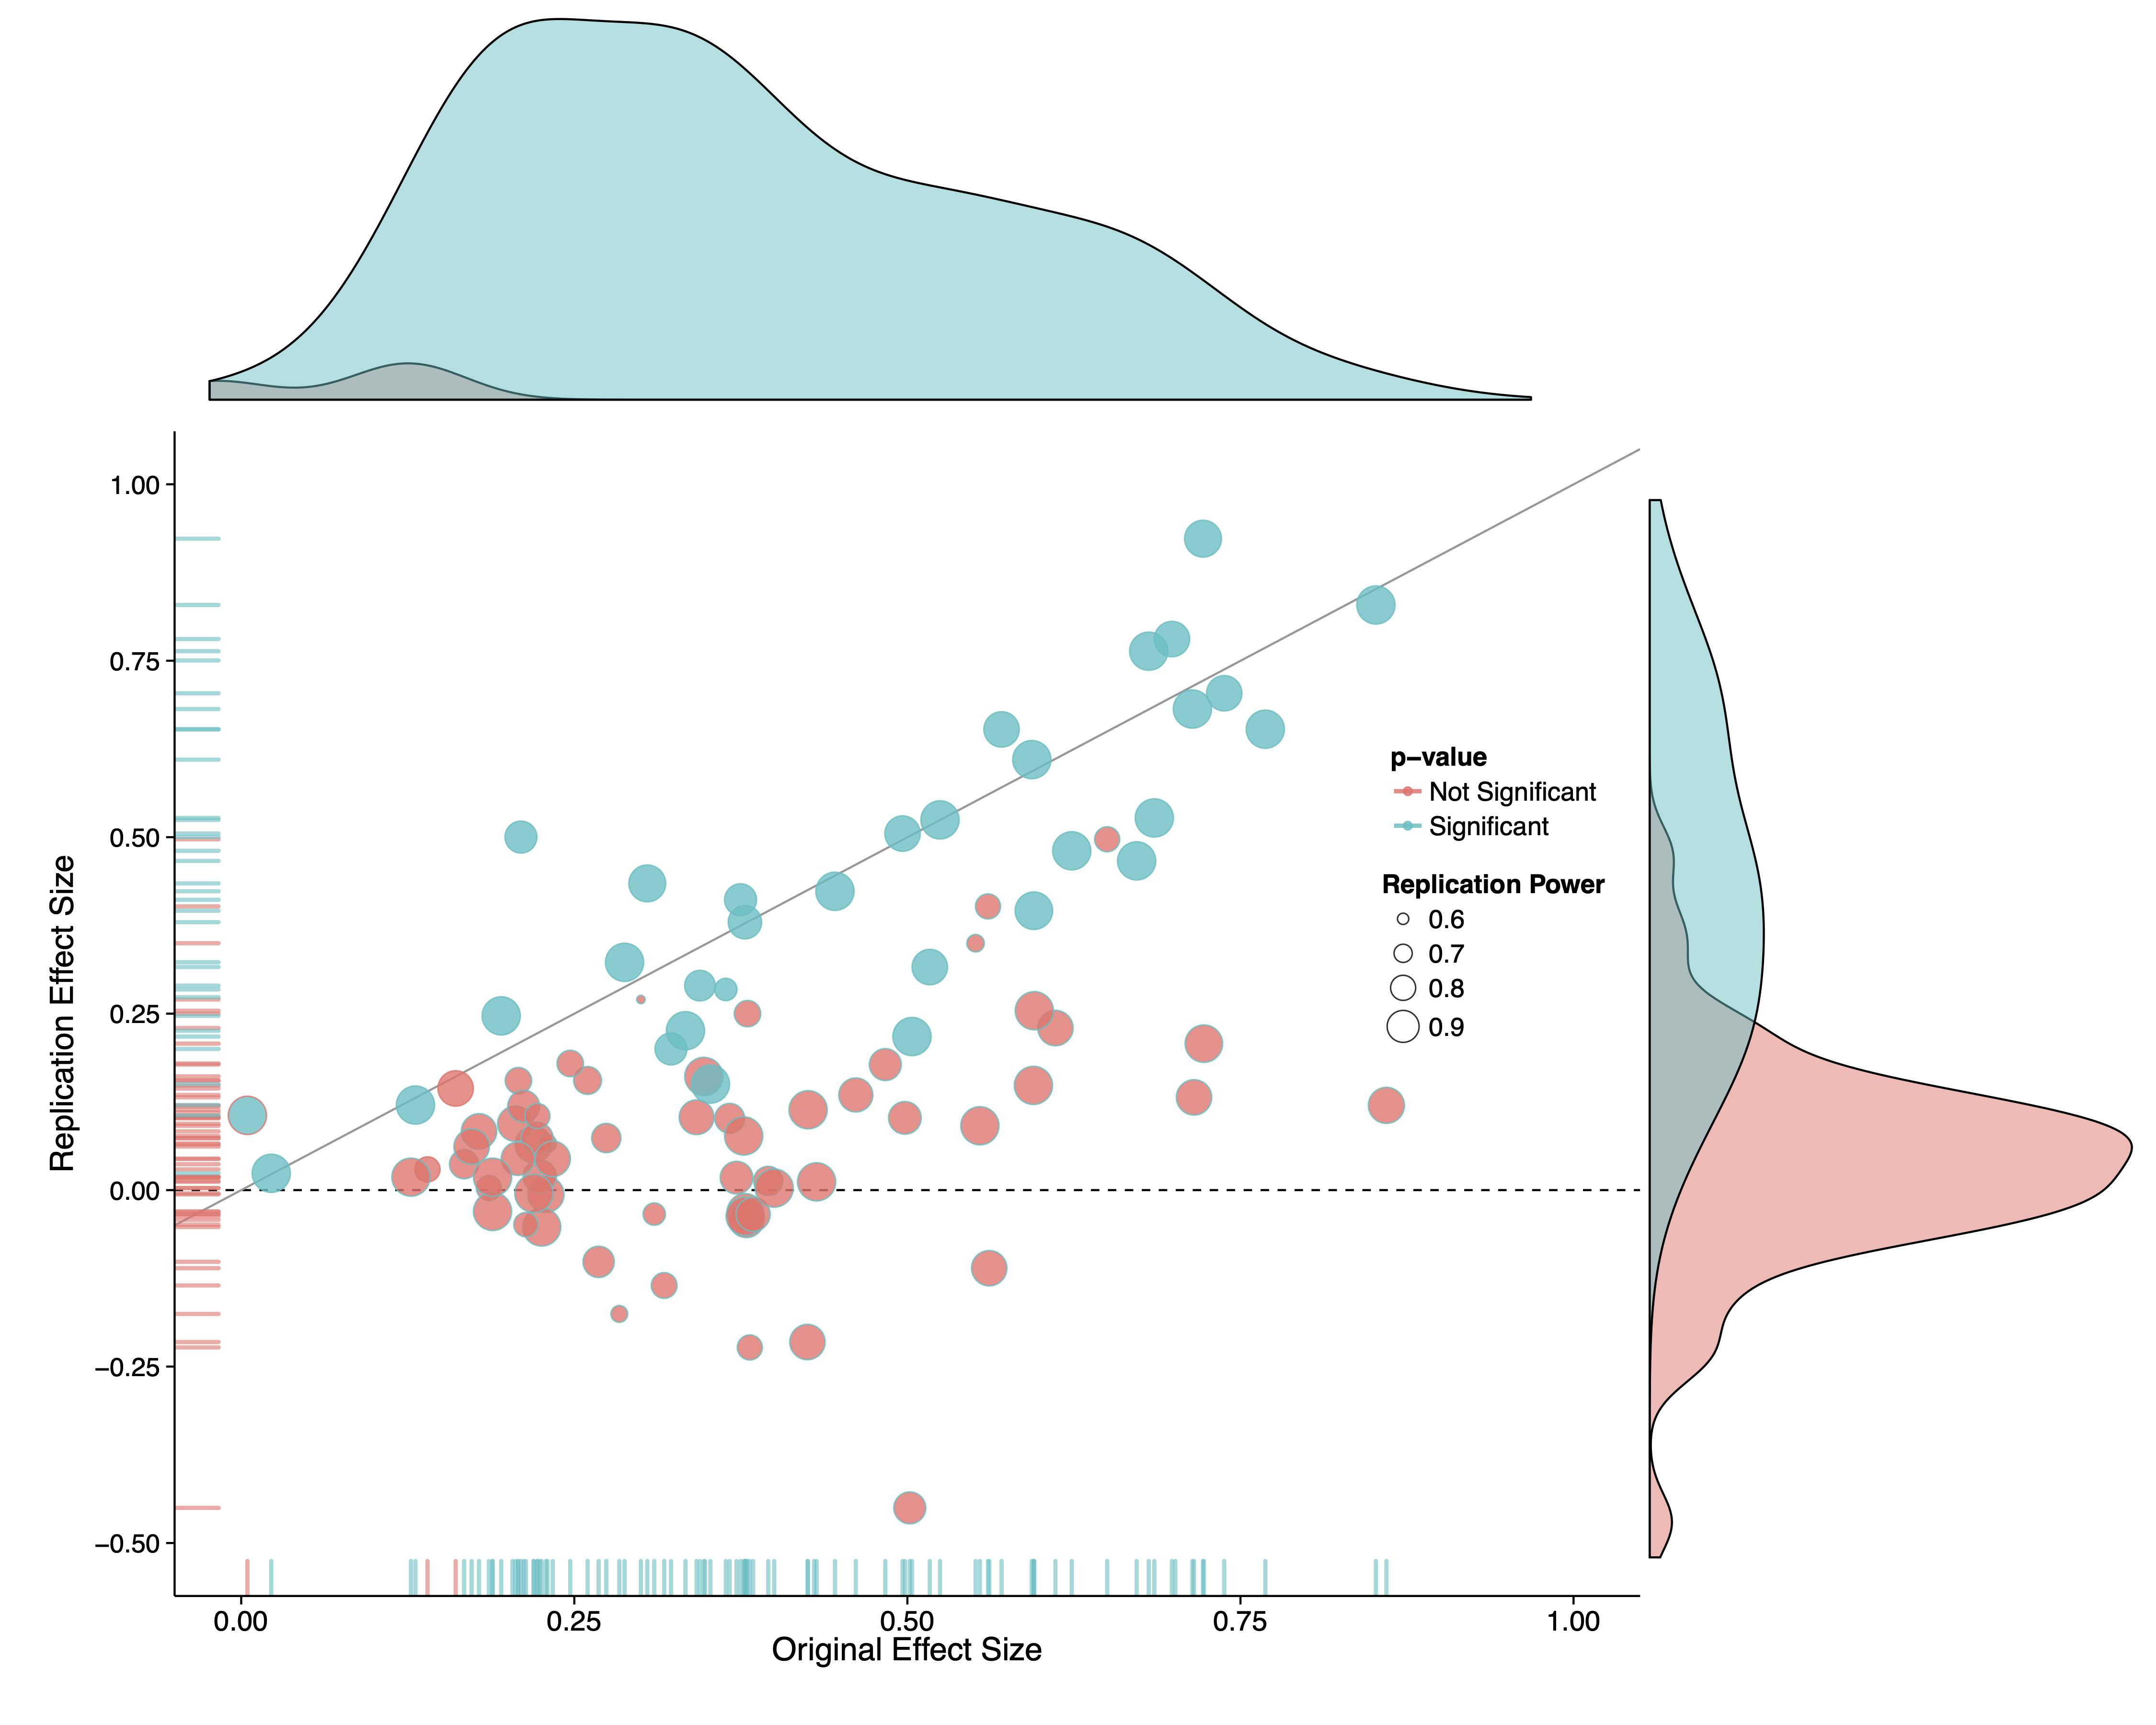 1.00
0.75
0.50
0.25
0.00
−0.25
−0.50
Replication Effect Size
p−value
Not Significant
Significant
Replication Power
0.6
0.7
0.8
0.9
0.00 0.25 0.50 0.75 1.00
Original Effect Size